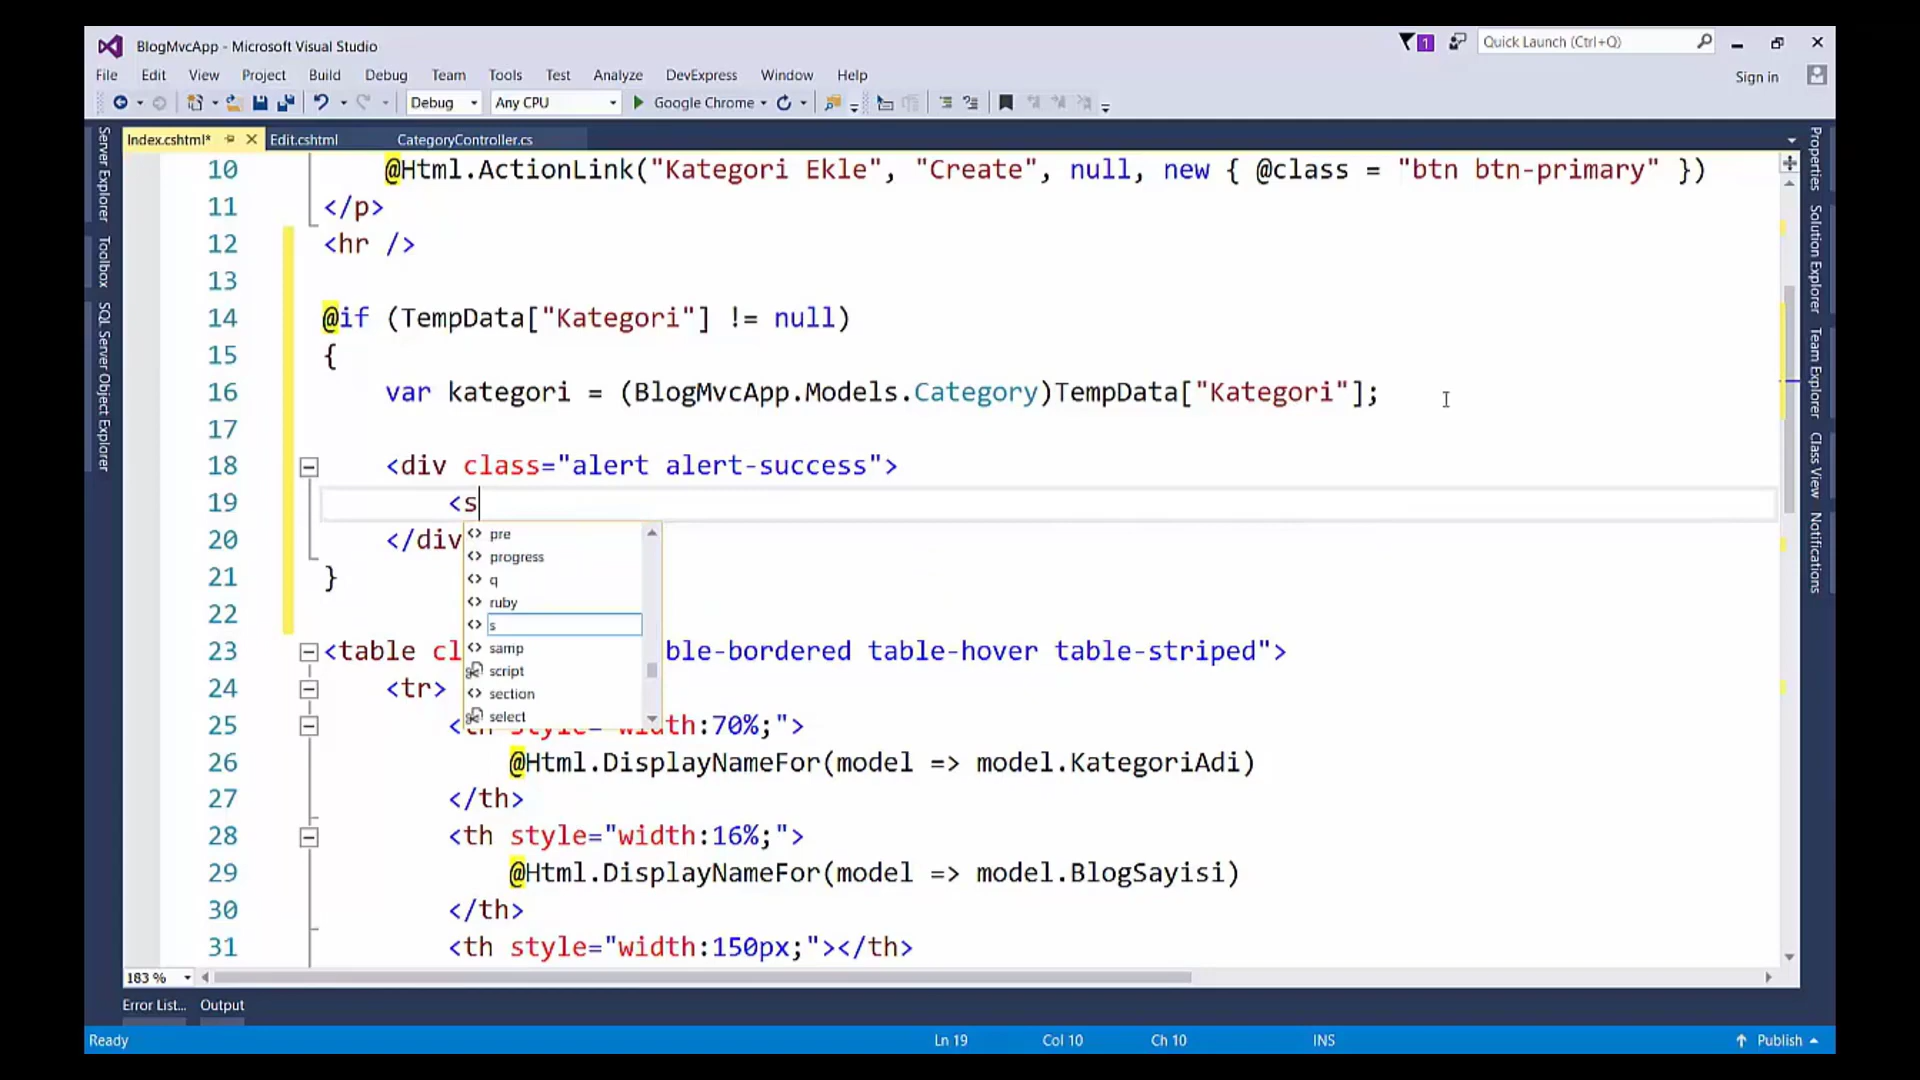 BlogMvcApp - Microsoft Visual Studio
1
Quick Launch (Ctrl+Q)
File Edit View Project Build Debug Team Tools Test Analyze DevExpress Window Help
Sign in
Debug Any CPU Google Chrome
Index.cshtml* Edit.cshtml CategoryController.cs
Server Explorer
Toolbox
SQL Server Object Explorer
10 @Html.ActionLink("Kategori Ekle", "Create", null, new { @class = "btn btn-primary" })
11 </p>
12 <hr />
13
14 @if (TempData["Kategori"] != null)
15 {
16 var kategori = (BlogMvcApp.Models.Category)TempData["Kategori"];
17
18 <div class="alert alert-success">
19 <s
20 </div
21 }
22
23 <table cl ble-bordered table-hover table-striped">
24 <tr>
25 <th style="width:70%;">
26 @Html.DisplayNameFor(model => model.KategoriAdi)
27 </th>
28 <th style="width:16%;">
29 @Html.DisplayNameFor(model => model.BlogSayisi)
30 </th>
31 <th style="width:150px;"></th>
<> pre
<> progress
<> q
<> ruby
<> s
<> samp
script
<> section
select
Properties
Solution Explorer
Team Explorer
Class View
Notifications
183 %
Error List... Output
Ready Ln 19 Col 10 Ch 10 INS Publish